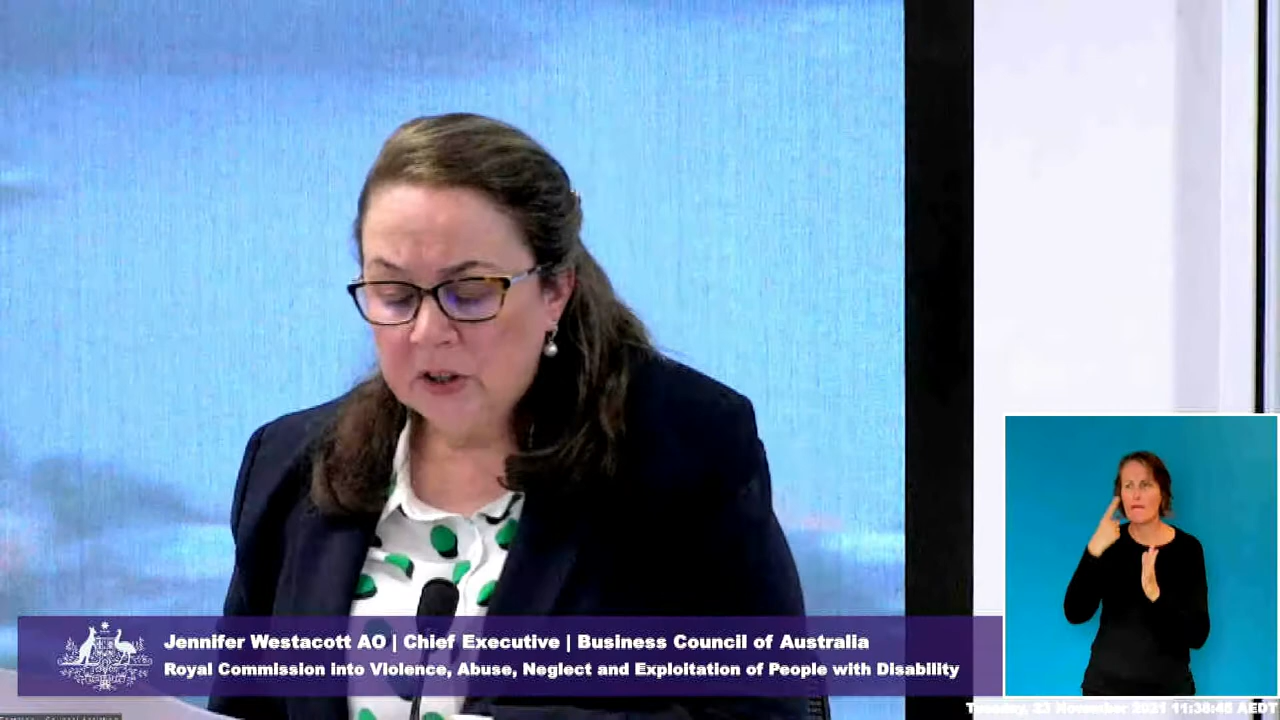 Jennifer Westacott AO | Chief Executive | Business Council of Australia
Royal Commission into Violence, Abuse, Neglect and Exploitation of People with Disability
Tuesday, 23 November 2021 11:38:48 AEDT